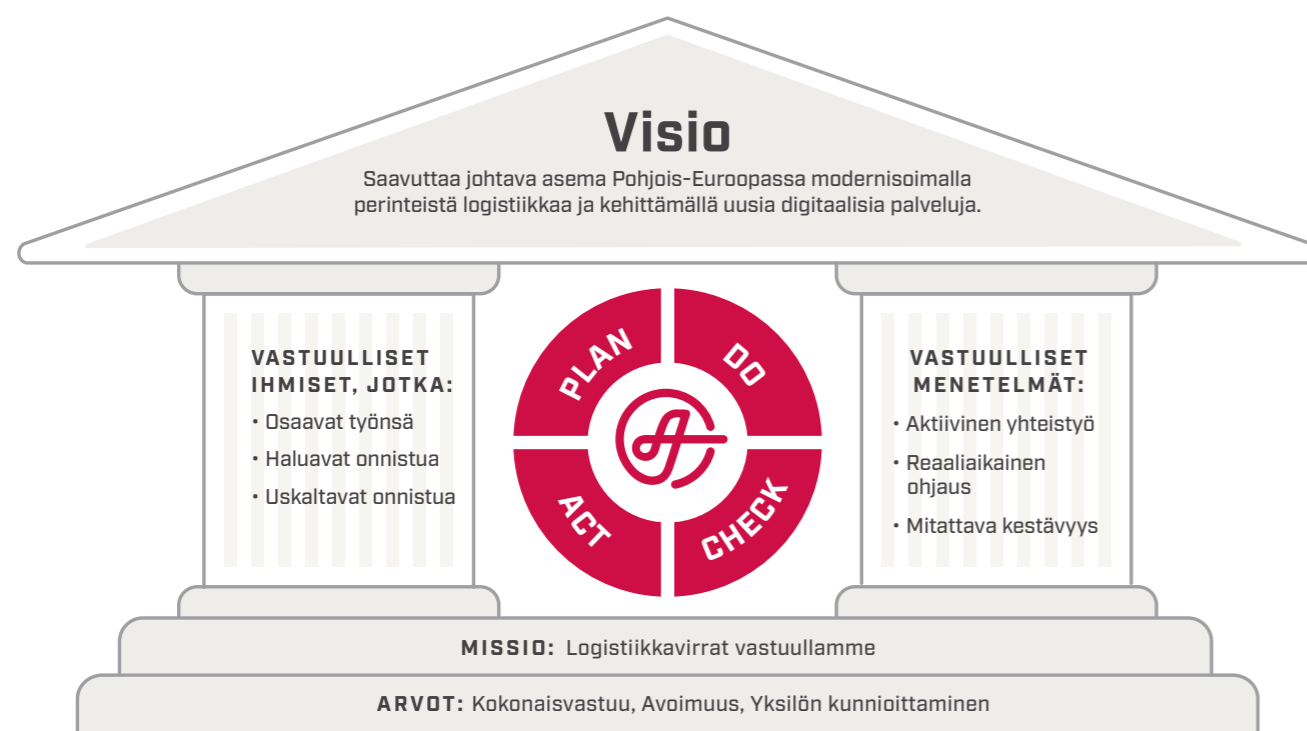 Visio
Saavuttaa johtava asema Pohjois-Euroopassa modernisoimalla
perinteistä logistiikkaa ja kehittämällä uusia digitaalisia palveluja.
VASTUULLISET
IHMISET, JOTKA:
• Osaavat työnsä
• Haluavat onnistua
• Uskaltavat onnistua
PLAN
DO
CHECK
ACT
VASTUULLISET
MENETELMÄT:
• Aktiivinen yhteistyö
• Reaaliaikainen
ohjaus
• Mitattava kestävyys
MISSIO: Logistiikkavirrat vastuullamme
ARVOT: Kokonaisvastuu, Avoimuus, Yksilön kunnioittaminen